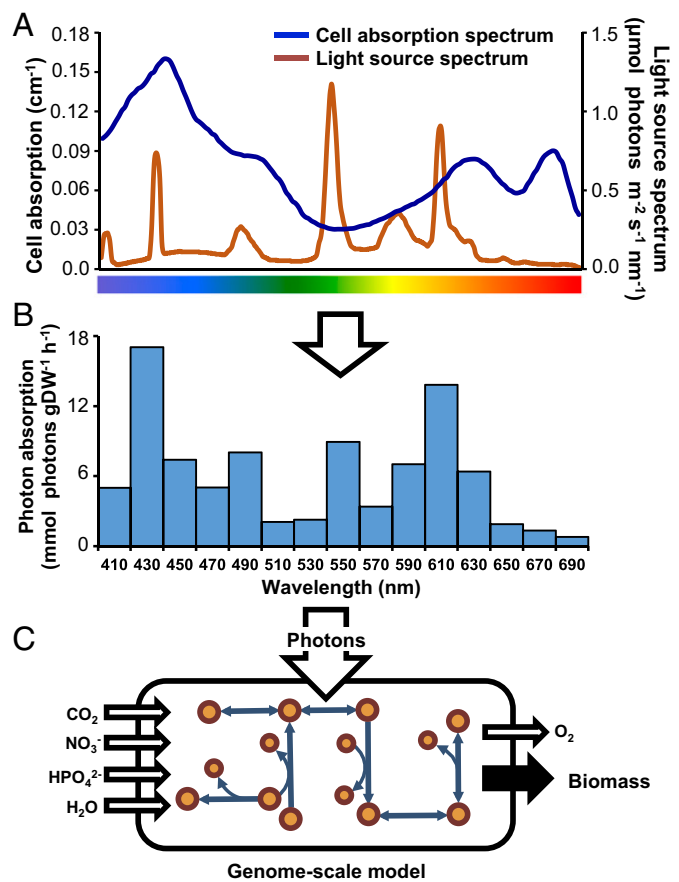 A
Cell absorption (cm⁻¹)
0.18
0.15
0.12
0.09
0.06
0.03
0.0
Cell absorption spectrum
Light source spectrum
1.5
1.0
0.5
0.0
Light source spectrum
(μmol photons m⁻² s⁻¹ nm⁻¹)
B
Photon absorption
(mmol photons gDW⁻¹ h⁻¹)
18
12
6
0
410 430 450 470 490 510 530 550 570 590 610 630 650 670 690
Wavelength (nm)
C
Photons
CO₂
NO₃⁻
HPO₄²⁻
H₂O
O₂
Biomass
Genome-scale model